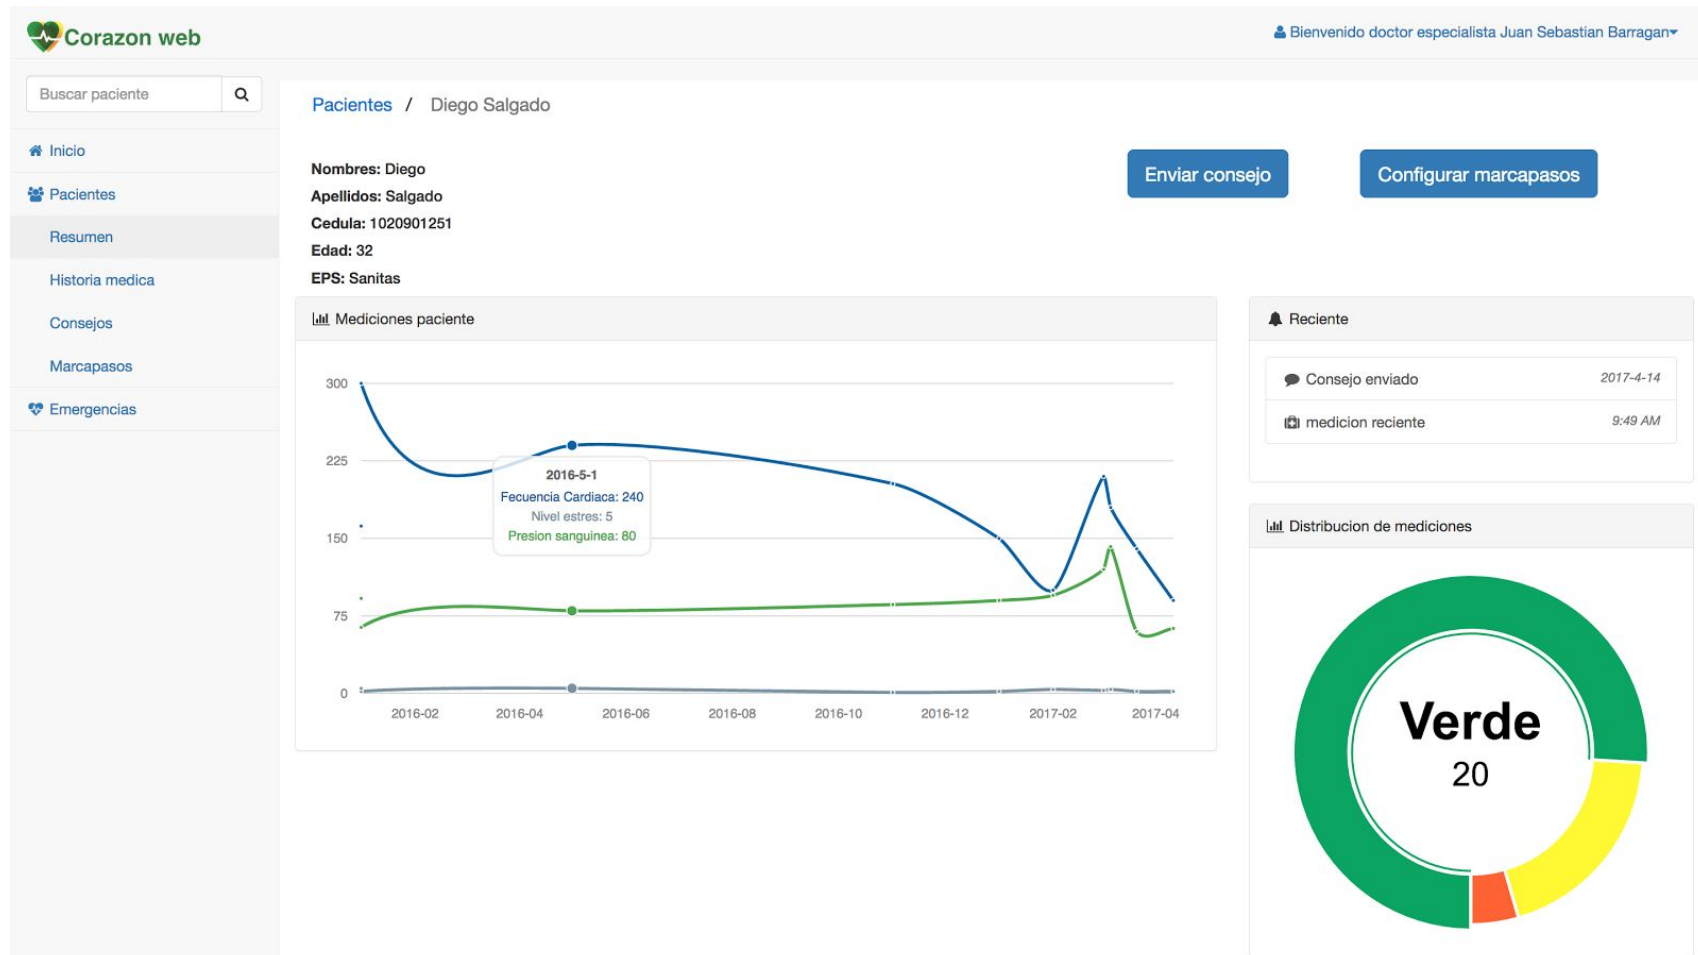 Corazon web
Bienvenido doctor especialista Juan Sebastian Barragan
Buscar paciente
Inicio
Pacientes
Resumen
Historia medica
Consejos
Marcapasos
Emergencias
Pacientes / Diego Salgado
Nombres: Diego
Apellidos: Salgado
Cedula: 1020901251
Edad: 32
EPS: Sanitas
Enviar consejo
Configurar marcapasos
Mediciones paciente
300
225
150
75
0
2016-5-1
Fecuencia Cardiaca: 240
Nivel estres: 5
Presion sanguinea: 80
2016-02 2016-04 2016-06 2016-08 2016-10 2016-12 2017-02 2017-04
Reciente
Consejo enviado 2017-4-14
medicion reciente 9:49 AM
Distribucion de mediciones
Verde
20